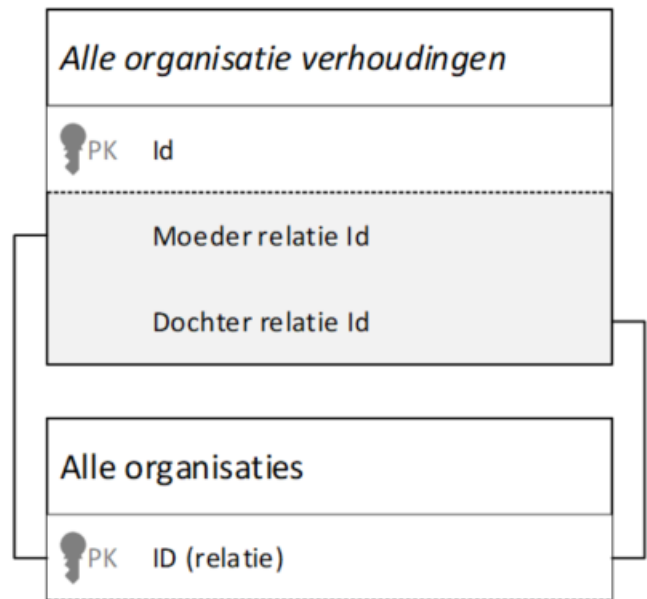 Alle organisatie verhoudingen
PK Id
Moeder relatie Id
Dochter relatie Id
Alle organisaties
PK ID (relatie)